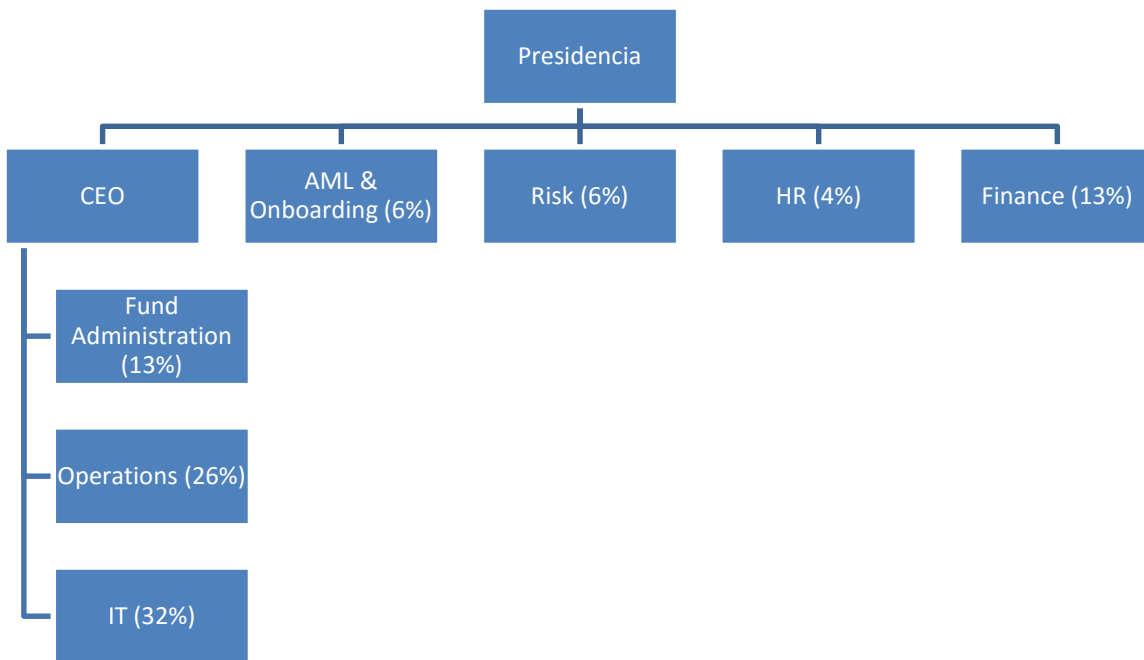 Presidencia
CEO
AML &
Onboarding (6%)
Risk (6%)
HR (4%)
Finance (13%)
Fund
Administration
(13%)
Operations (26%)
IT (32%)